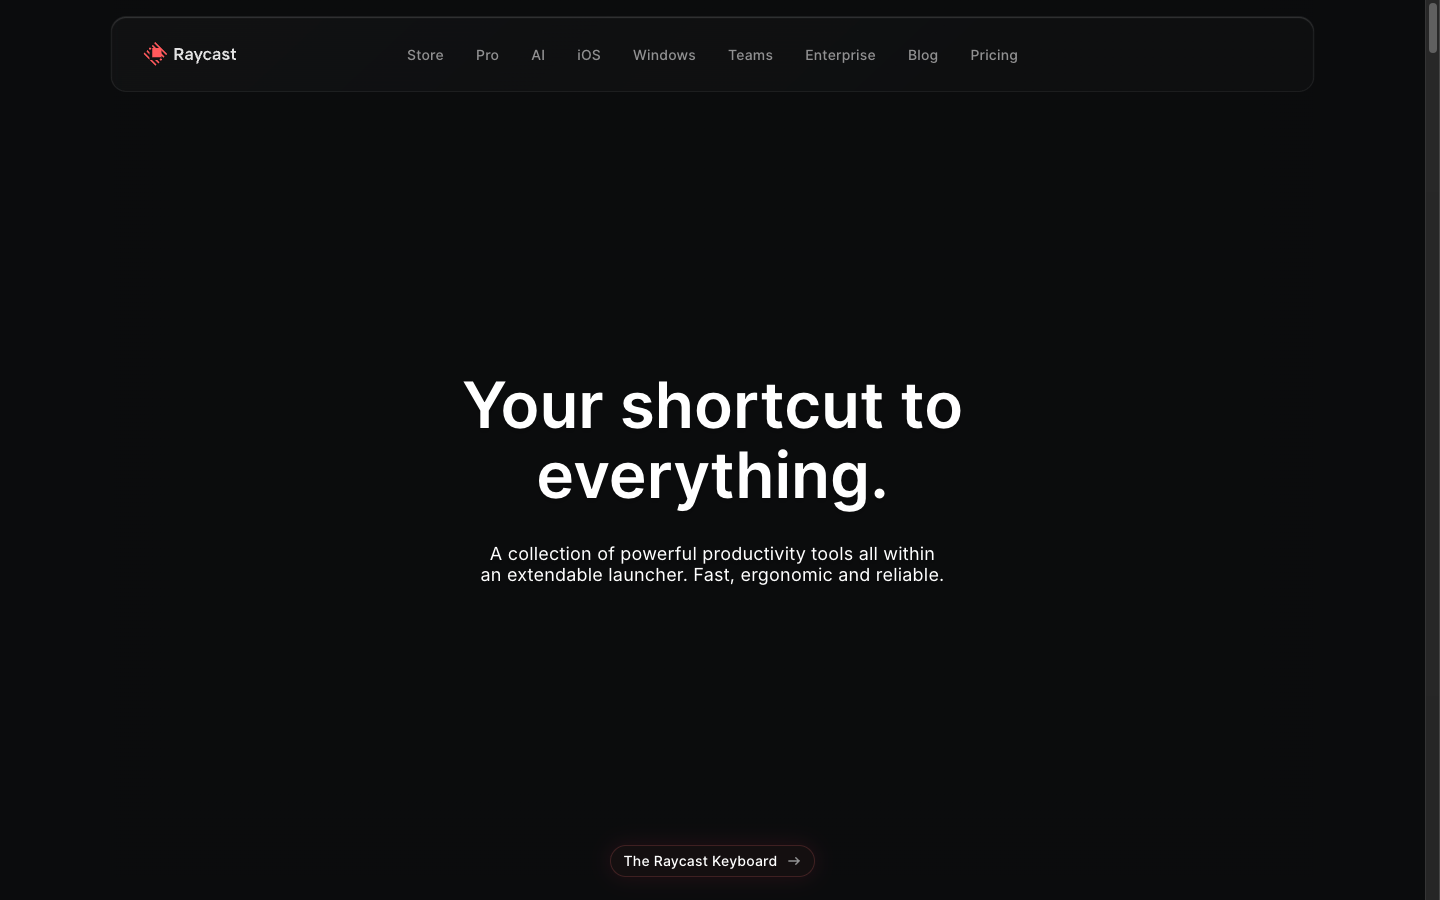 Raycast
Store Pro AI iOS Windows Teams Enterprise Blog Pricing
Your shortcut to
everything.
A collection of powerful productivity tools all within
an extendable launcher. Fast, ergonomic and reliable.
The Raycast Keyboard →